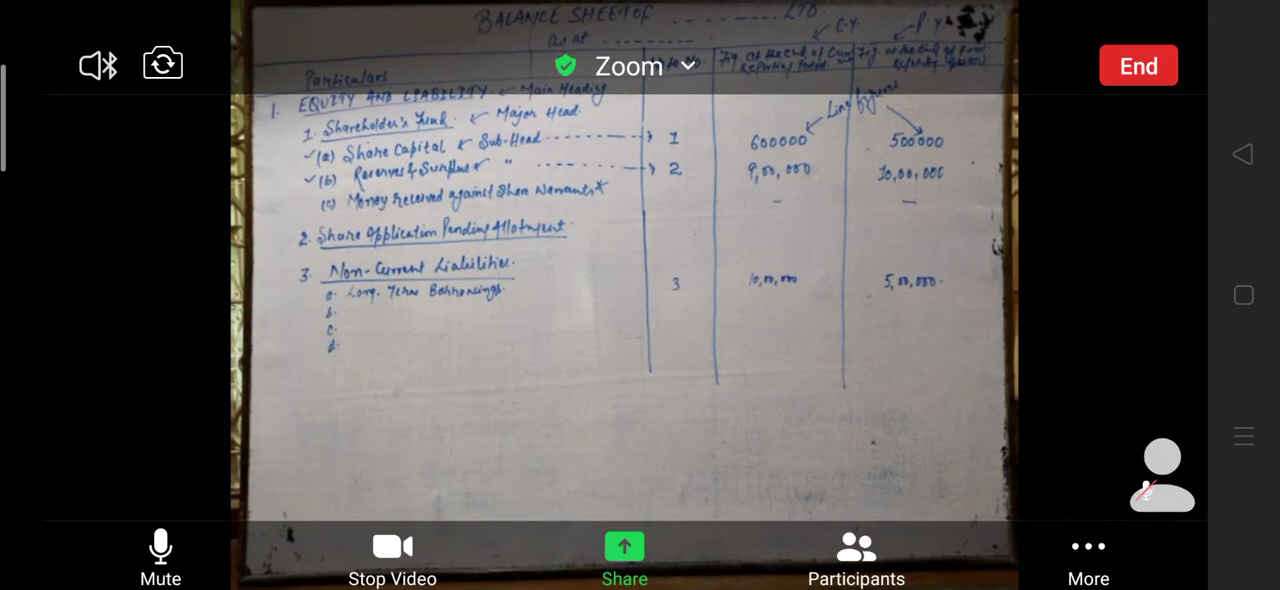 BALANCE SHEET OF ............ LTD.
as at ............
C.Y.
P.Y.
Zoom
End
Particulars
Fig. at the end of Reporting Period
Fig. at the end of Reporting
1. EQUITY AND LIABILITY ← Main Heading
Line figures
1. Shareholder's Fund. ← Major Head.
✓(a) Share Capital ← Sub-Head ............→ 1 600000 500000
✓(b) Reserves & Surplus ← " ............→ 2 9,00,000 10,00,000
(c) Money Received against Share Warrants* - -
2. Share Application Pending Allotment.
3. Non-Current Liabilities.
a. Long-Term Borrowings. 3 10,00,000 5,00,000.
b.
c.
d.
Mute
Stop Video
Share
Participants
More